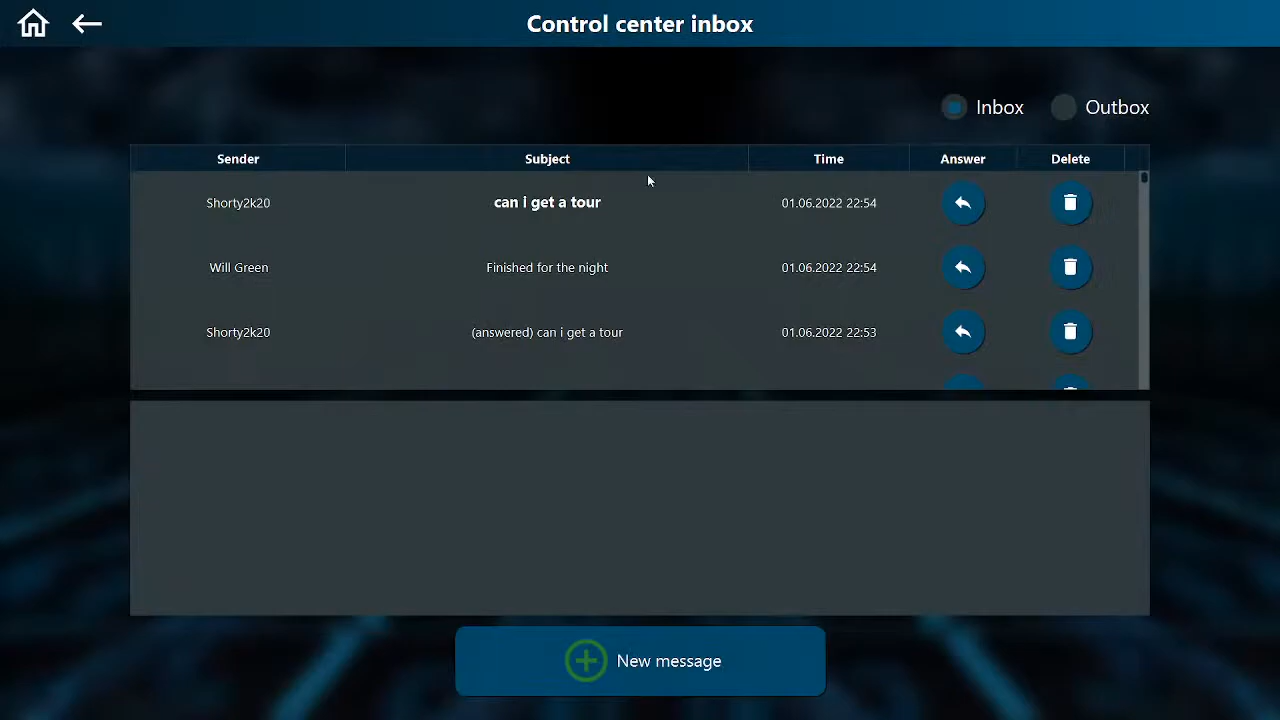 Control center inbox
Inbox Outbox
Sender Subject Time Answer Delete
Shorty2k20 can i get a tour 01.06.2022 22:54
Will Green Finished for the night 01.06.2022 22:54
Shorty2k20 (answered) can i get a tour 01.06.2022 22:53
New message